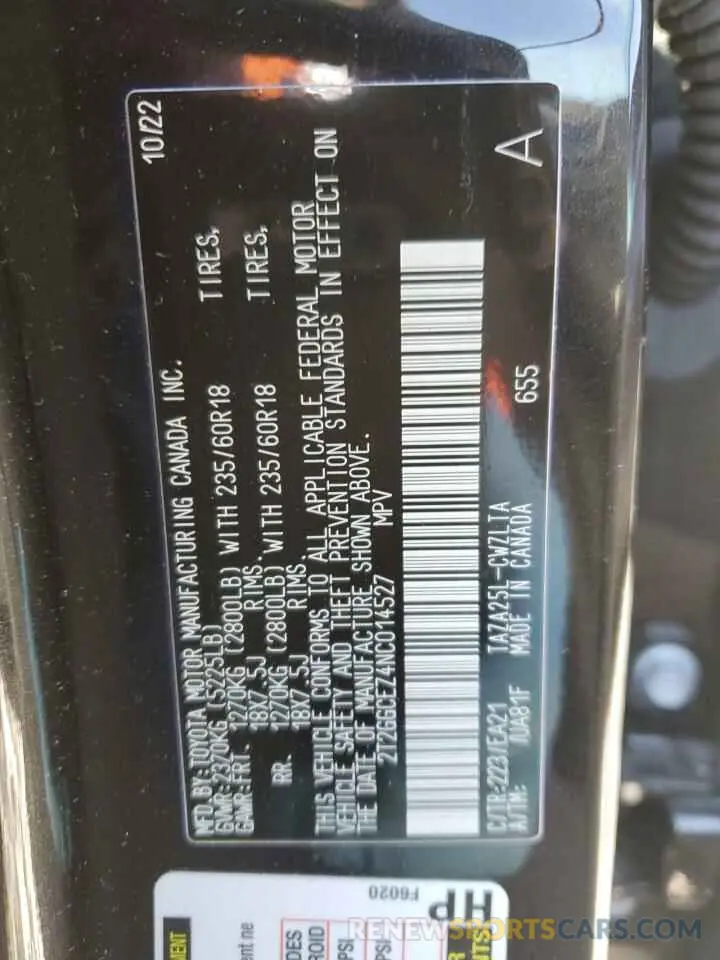 MFD. BY: TOYOTA MOTOR MANUFACTURING CANADA INC. 10/22
GVWR: 2370KG (5225LB)
GAWR: FRT. 1270KG (2800LB) WITH 235/60R18 TIRES,
18X7.5J RIMS,
RR. 1270KG (2800LB) WITH 235/60R18 TIRES,
18X7.5J RIMS.
THIS VEHICLE CONFORMS TO ALL APPLICABLE FEDERAL MOTOR
VEHICLE SAFETY AND THEFT PREVENTION STANDARDS IN EFFECT ON
THE DATE OF MANUFACTURE SHOWN ABOVE.
2T2GGCEZ4NC014527 MPV
C/TR:223/EA21 TAZA25L-CWZLTA 655 A
A/TM: /UA81F MADE IN CANADA
F6020
RENEWSPORTSCARS.COM